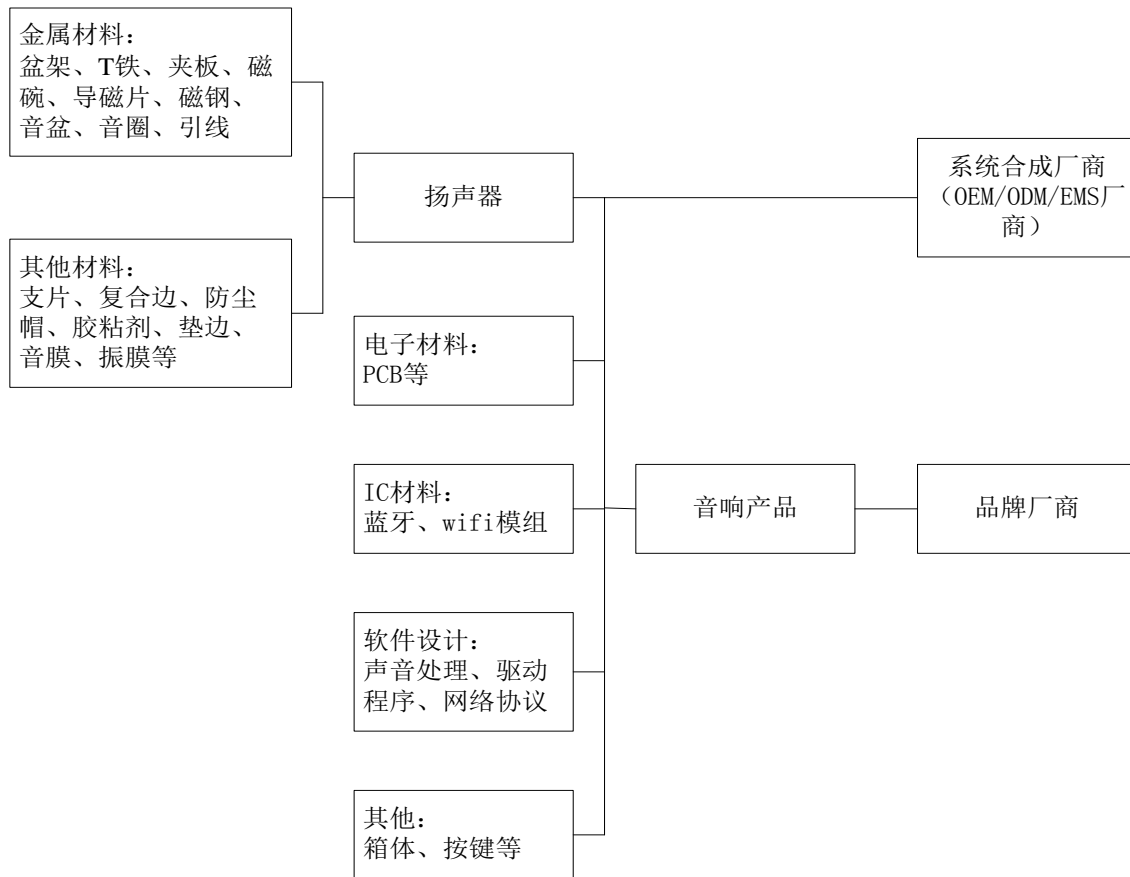 金属材料：
盆架、T铁、夹板、磁
碗、导磁片、磁钢、
音盆、音圈、引线
其他材料：
支片、复合边、防尘
帽、胶粘剂、垫边、
音膜、振膜等
扬声器
电子材料：
PCB等
IC材料：
蓝牙、wifi模组
软件设计：
声音处理、驱动
程序、网络协议
其他：
箱体、按键等
音响产品
系统合成厂商
（OEM/ODM/EMS厂
商）
品牌厂商